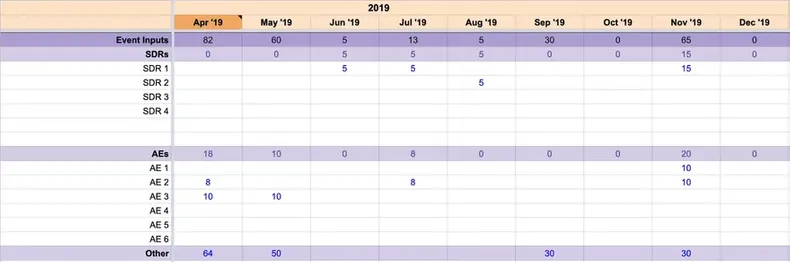 2019
Apr '19 May '19 Jun '19 Jul '19 Aug '19 Sep '19 Oct '19 Nov '19 Dec '19
Event Inputs 82 60 5 13 5 30 0 65 0
SDRs 0 0 5 5 5 0 0 15 0
SDR 1 5 5 15
SDR 2 5
SDR 3
SDR 4
AEs 18 10 0 8 0 0 0 20 0
AE 1 10
AE 2 8 8 10
AE 3 10 10
AE 4
AE 5
AE 6
Other 64 50 30 30